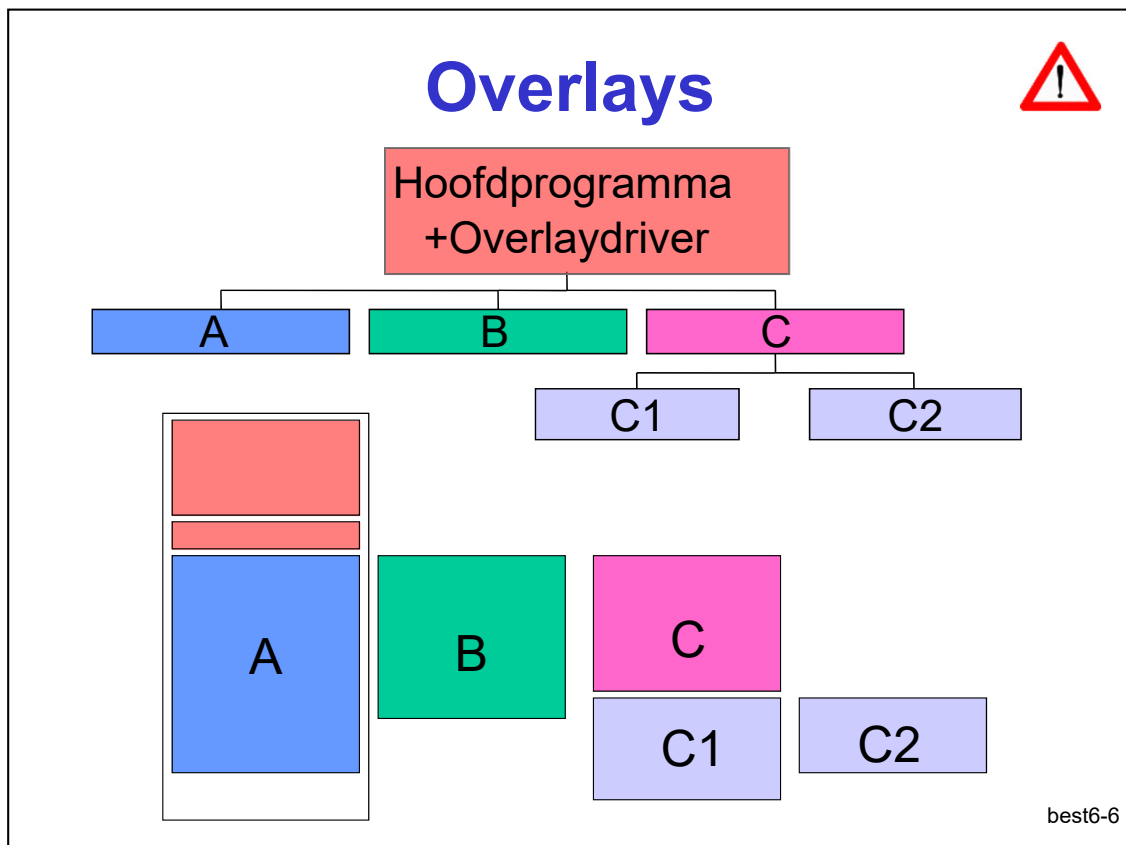 Overlays
!
Hoofdprogramma
+Overlaydriver
A
B
C
C1
C2
A
B
C
C1
C2
best6-6